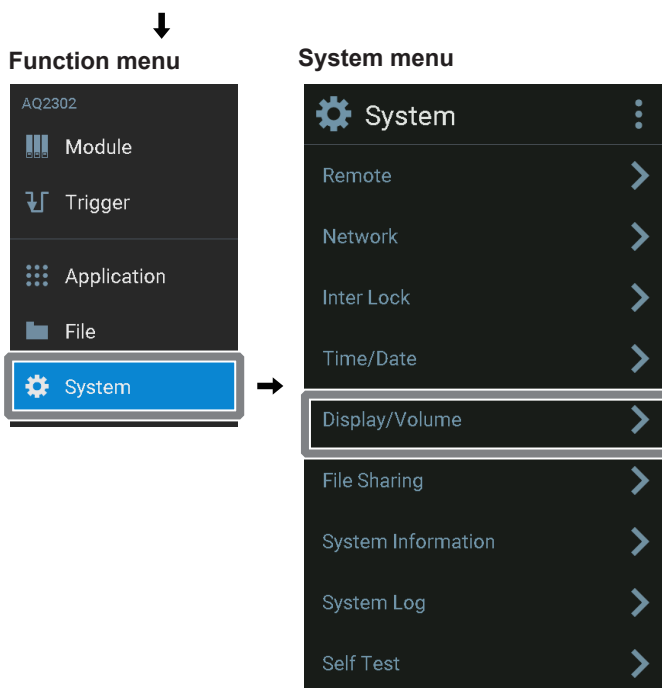 Function menu
AQ2302
Module
Trigger
Application
File
System
System menu
System
Remote
Network
Inter Lock
Time/Date
Display/Volume
File Sharing
System Information
System Log
Self Test